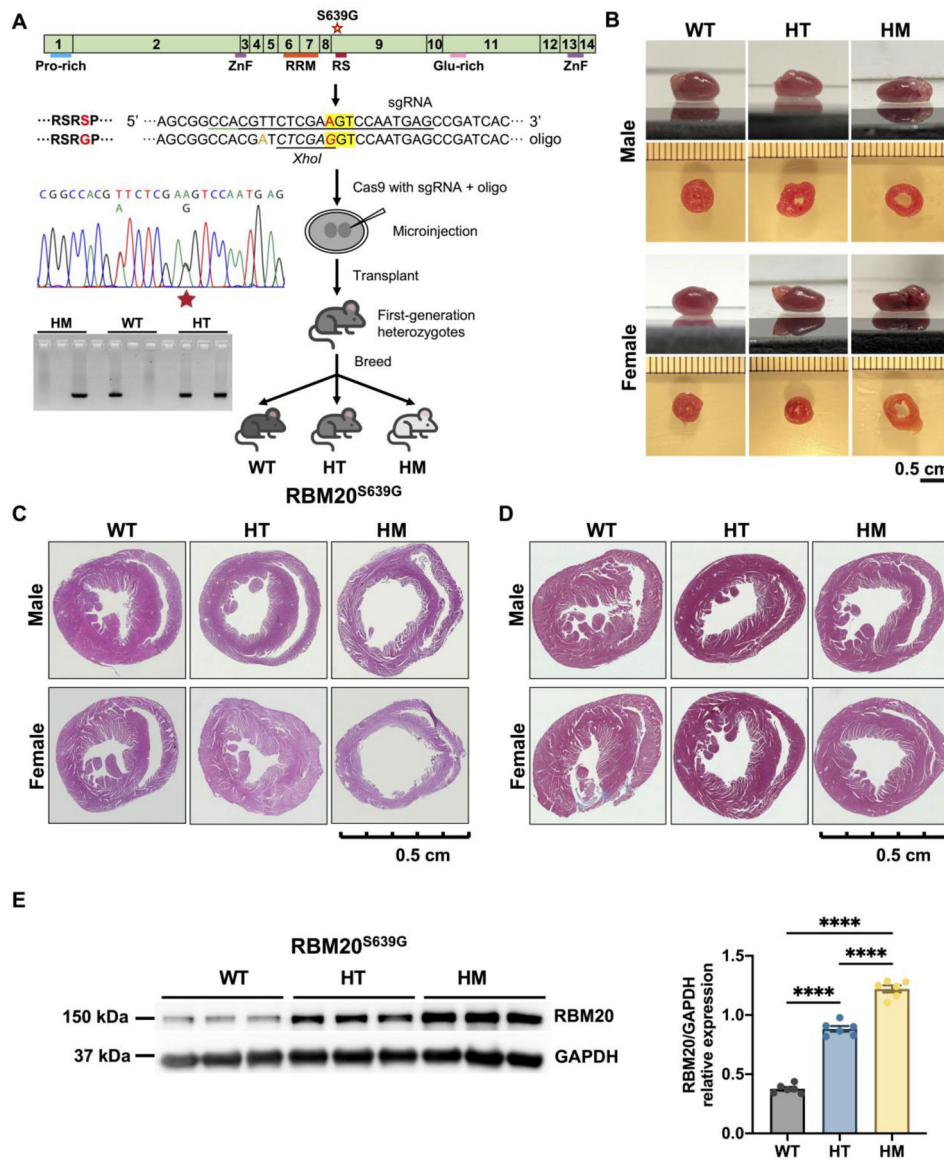 A
S639G
1 2 3 4 5 6 7 8 9 10 11 12 13 14
Pro-rich ZnF RRM RS Glu-rich ZnF
sgRNA
···RSRSP··· 5' ···AGCGGCCACGTTCTCGAAGTCCAATGAGCCGATCAC··· 3'
···RSRGP··· ···AGCGGCCACGATCTCGAGGTCCAATGAGCCGATCAC··· oligo
XhoI
CGGCCACGTTCTCGAAGTCCAATGAG
A G
Cas9 with sgRNA + oligo
Microinjection
Transplant
First-generation
heterozygotes
Breed
HM WT HT
WT HT HM
RBM20S639G
B
WT HT HM
Male
Female
0.5 cm
C
WT HT HM
Male
Female
0.5 cm
D
WT HT HM
Male
Female
0.5 cm
E
RBM20S639G
WT HT HM
150 kDa RBM20
37 kDa GAPDH
RBM20/GAPDH
relative expression
1.5
1.0
0.5
0.0
****
**** ****
WT HT HM